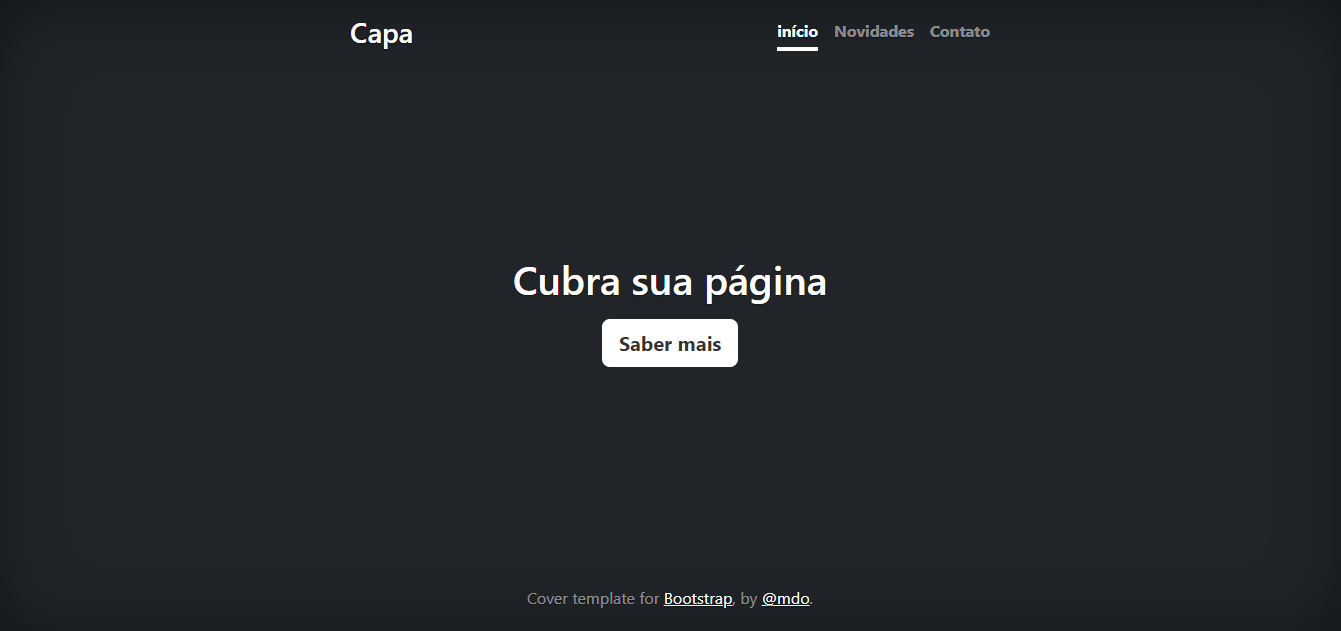 Capa
início Novidades Contato
Cubra sua página
Saber mais
Cover template for Bootstrap, by @mdo.